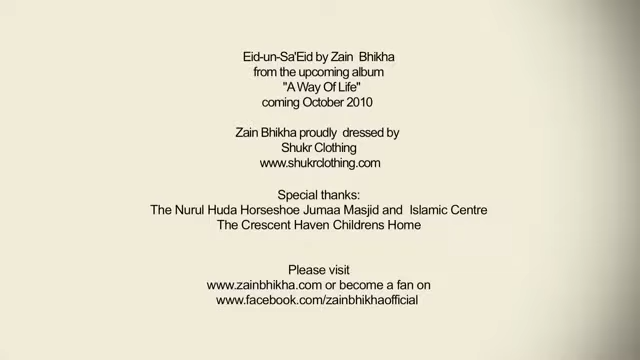 Eid-un-Sa'Eid by Zain Bhikha
from the upcoming album
"A Way Of Life"
coming October 2010
Zain Bhikha proudly dressed by
Shukr Clothing
www.shukrclothing.com
Special thanks:
The Nurul Huda Horseshoe Jumaa Masjid and Islamic Centre
The Crescent Haven Childrens Home
Please visit
www.zainbhikha.com or become a fan on
www.facebook.com/zainbhikhaofficial